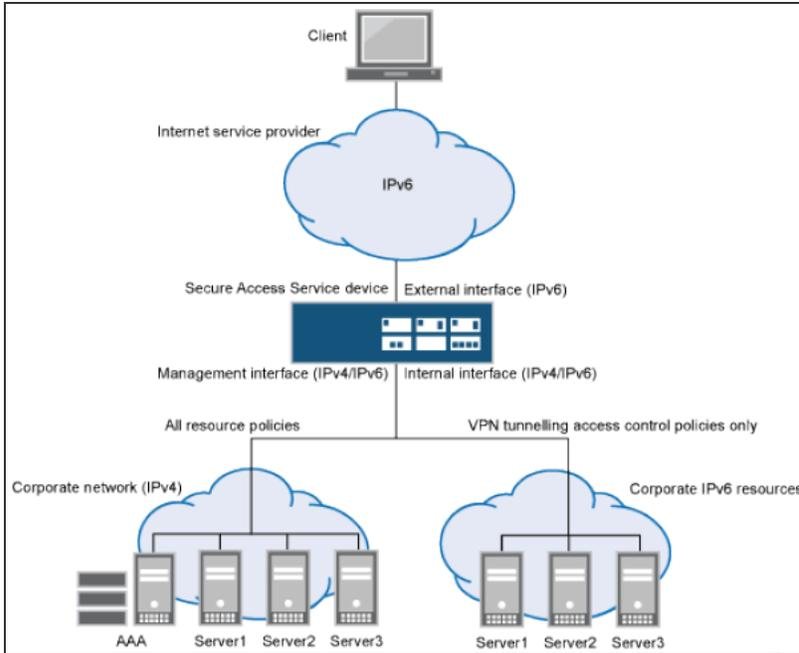 Client
Internet service provider
IPv6
Secure Access Service device
External interface (IPv6)
Management interface (IPv4/IPv6)
Internal interface (IPv4/IPv6)
All resource policies
VPN tunnelling access control policies only
Corporate network (IPv4)
Corporate IPv6 resources
AAA
Server1
Server2
Server3
Server1
Server2
Server3